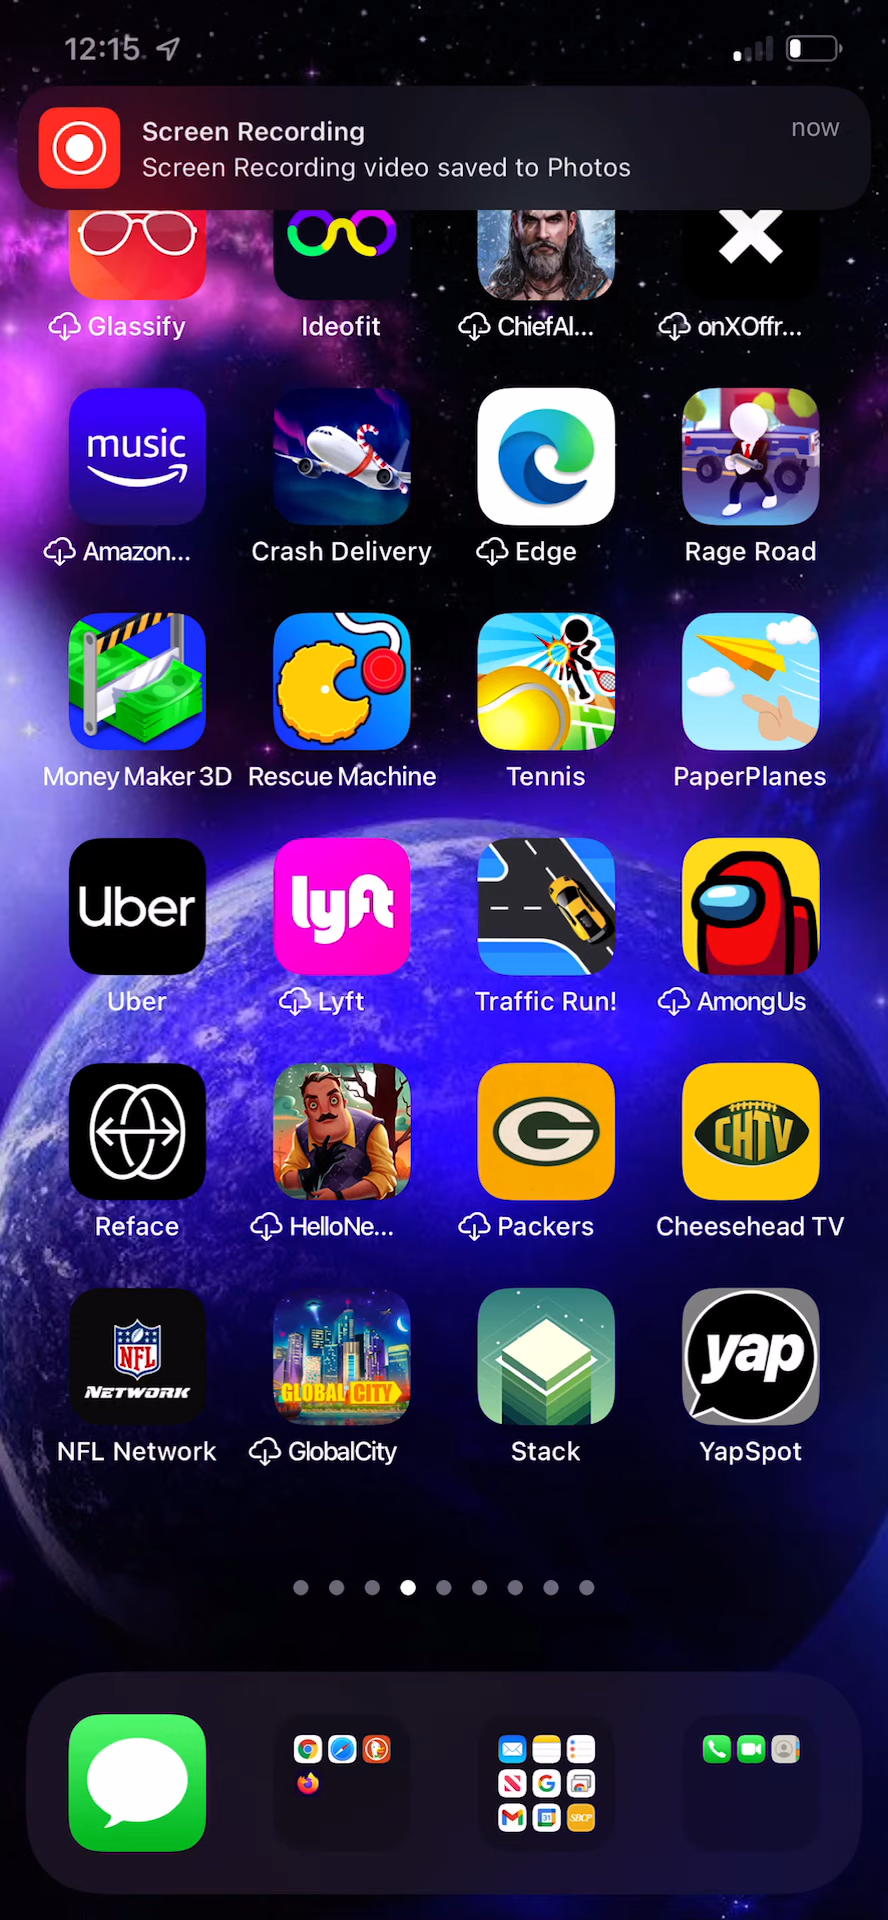 12:15
Screen Recording
now
Screen Recording video saved to Photos
Glassify
Ideofit
ChiefAl...
onXOffr...
music
Amazon...
Crash Delivery
Edge
Rage Road
Money Maker 3D
Rescue Machine
Tennis
PaperPlanes
Uber
lyft
Uber
Lyft
Traffic Run!
AmongUs
G
CHTV
Reface
HelloNe...
Packers
Cheesehead TV
NFL
NETWORK
GLOBAL CITY
yap
NFL Network
GlobalCity
Stack
YapSpot
31
SBCP